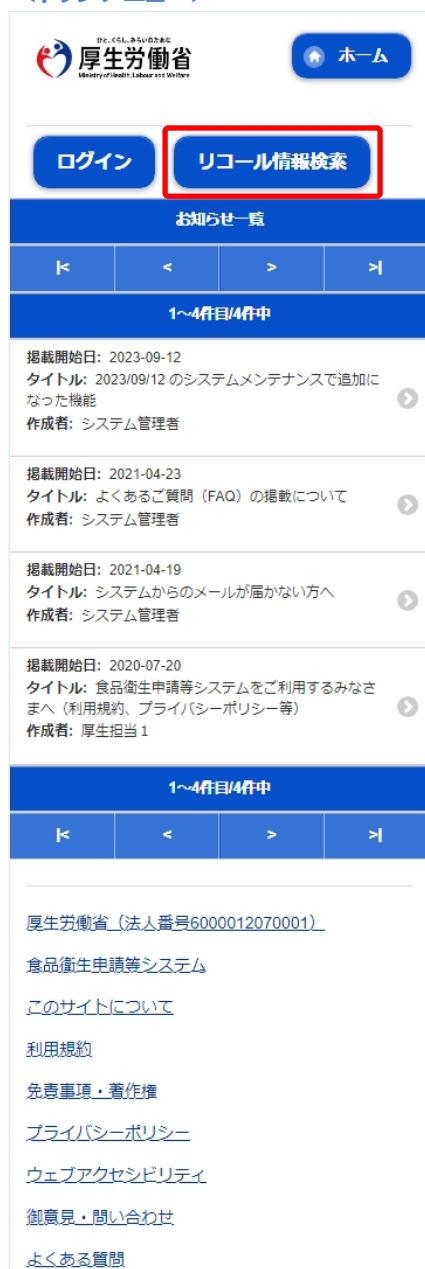 ひと、くらし、みらいのために
厚生労働省
Ministry of Health, Labour and Welfare
ホーム
ログイン
リコール情報検索
お知らせ一覧
|<
<
>
>|
1～4件目/4件中
掲載開始日: 2023-09-12
タイトル: 2023/09/12 のシステムメンテナンスで追加に
なった機能
作成者: システム管理者
掲載開始日: 2021-04-23
タイトル: よくあるご質問（FAQ）の掲載について
作成者: システム管理者
掲載開始日: 2021-04-19
タイトル: システムからのメールが届かない方へ
作成者: システム管理者
掲載開始日: 2020-07-20
タイトル: 食品衛生申請等システムをご利用するみなさ
まへ（利用規約、プライバシーポリシー等）
作成者: 厚生担当１
1～4件目/4件中
|<
<
>
>|
厚生労働省（法人番号6000012070001）
食品衛生申請等システム
このサイトについて
利用規約
免責事項・著作権
プライバシーポリシー
ウェブアクセシビリティ
御意見・問い合わせ
よくある質問